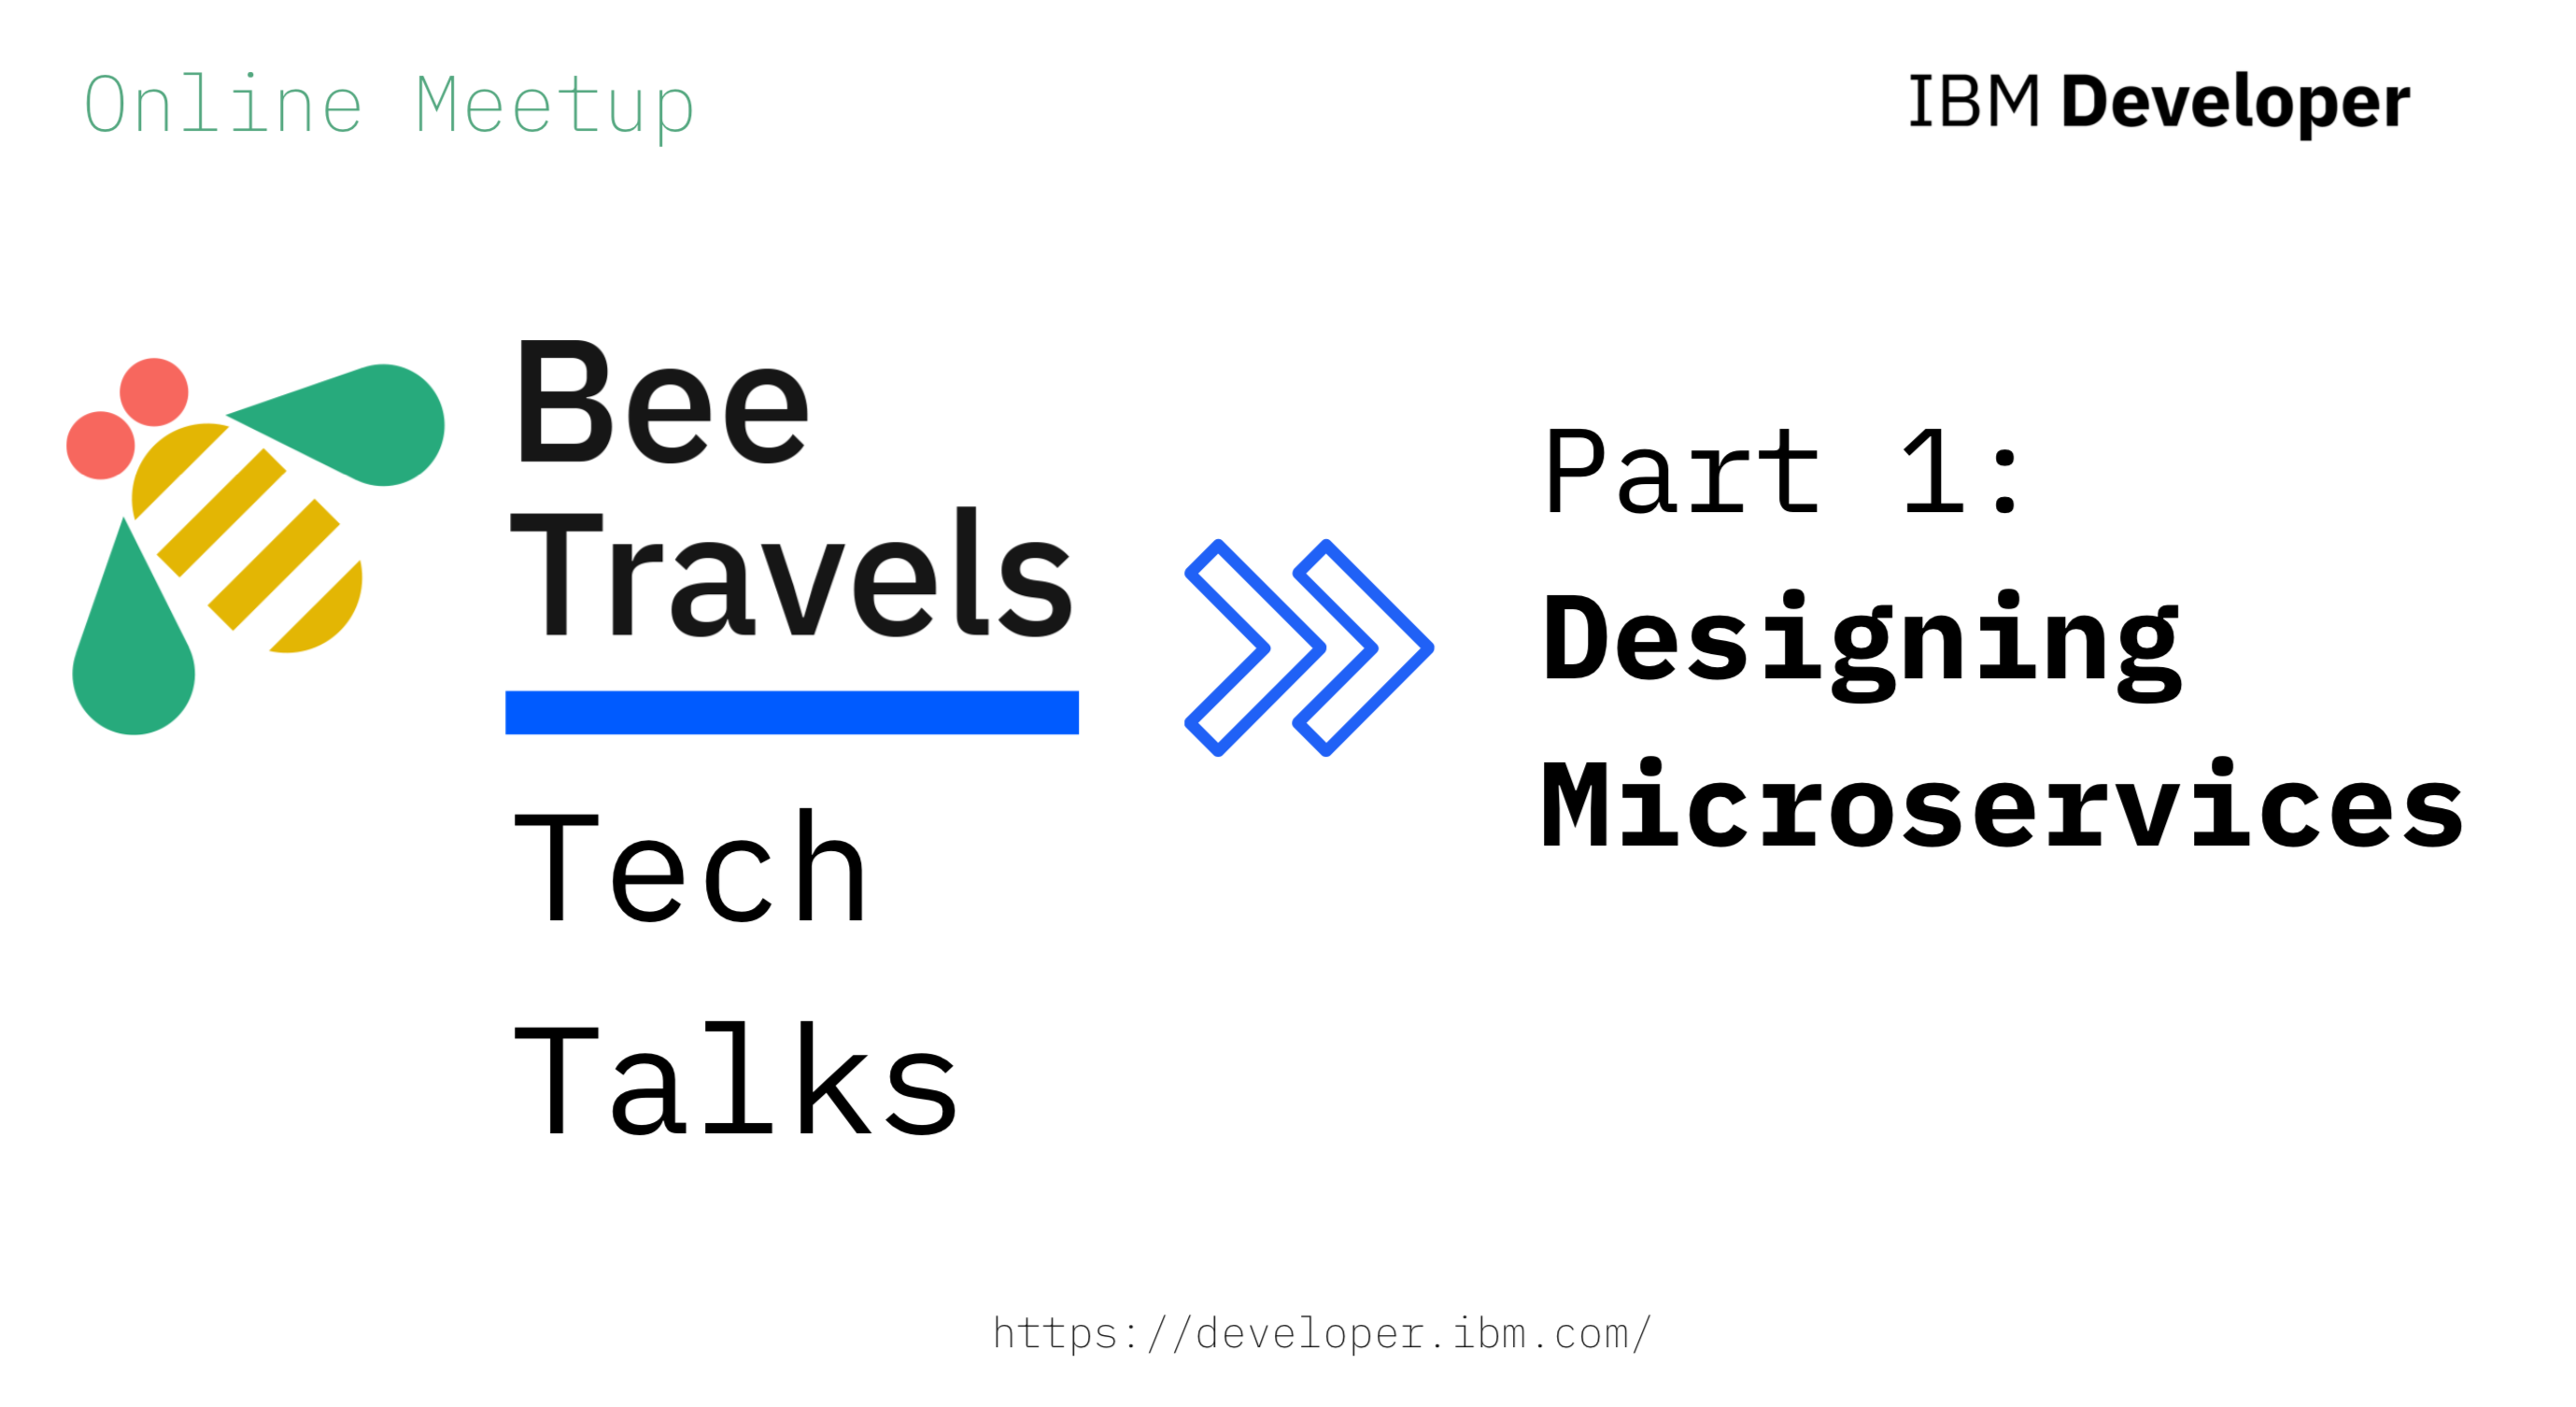 Online Meetup
IBM Developer
Bee
Travels
Tech
Talks
Part 1:
Designing
Microservices
https://developer.ibm.com/